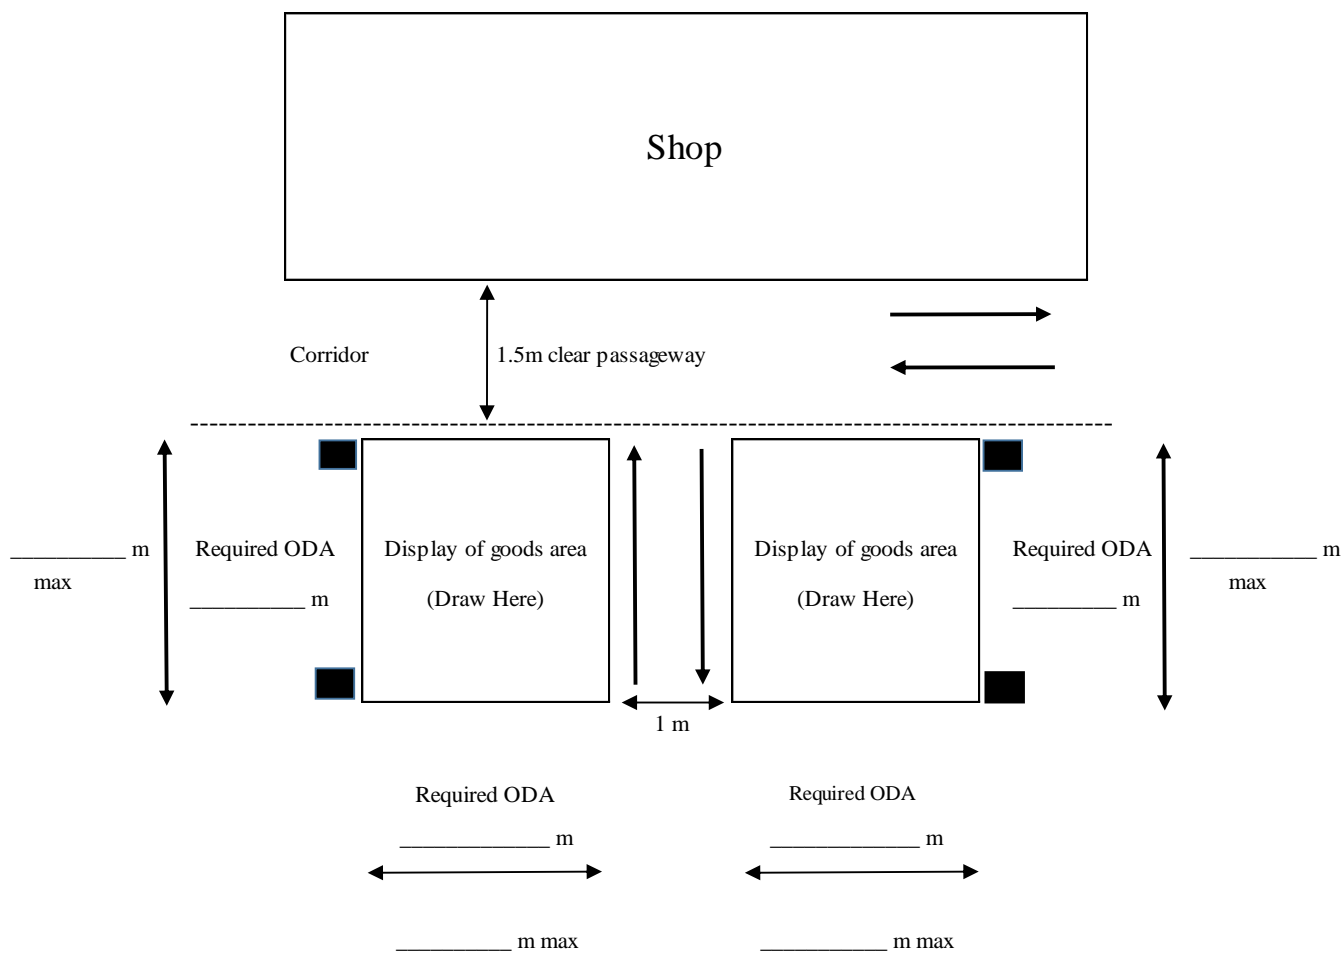 Shop
Corridor
1.5m clear passageway
__________ m
max
Required ODA
__________ m
Display of goods area
(Draw Here)
Display of goods area
(Draw Here)
Required ODA
_________ m
___________ m
max
1 m
Required ODA
_____________ m
Required ODA
_____________ m
__________ m max
___________ m max